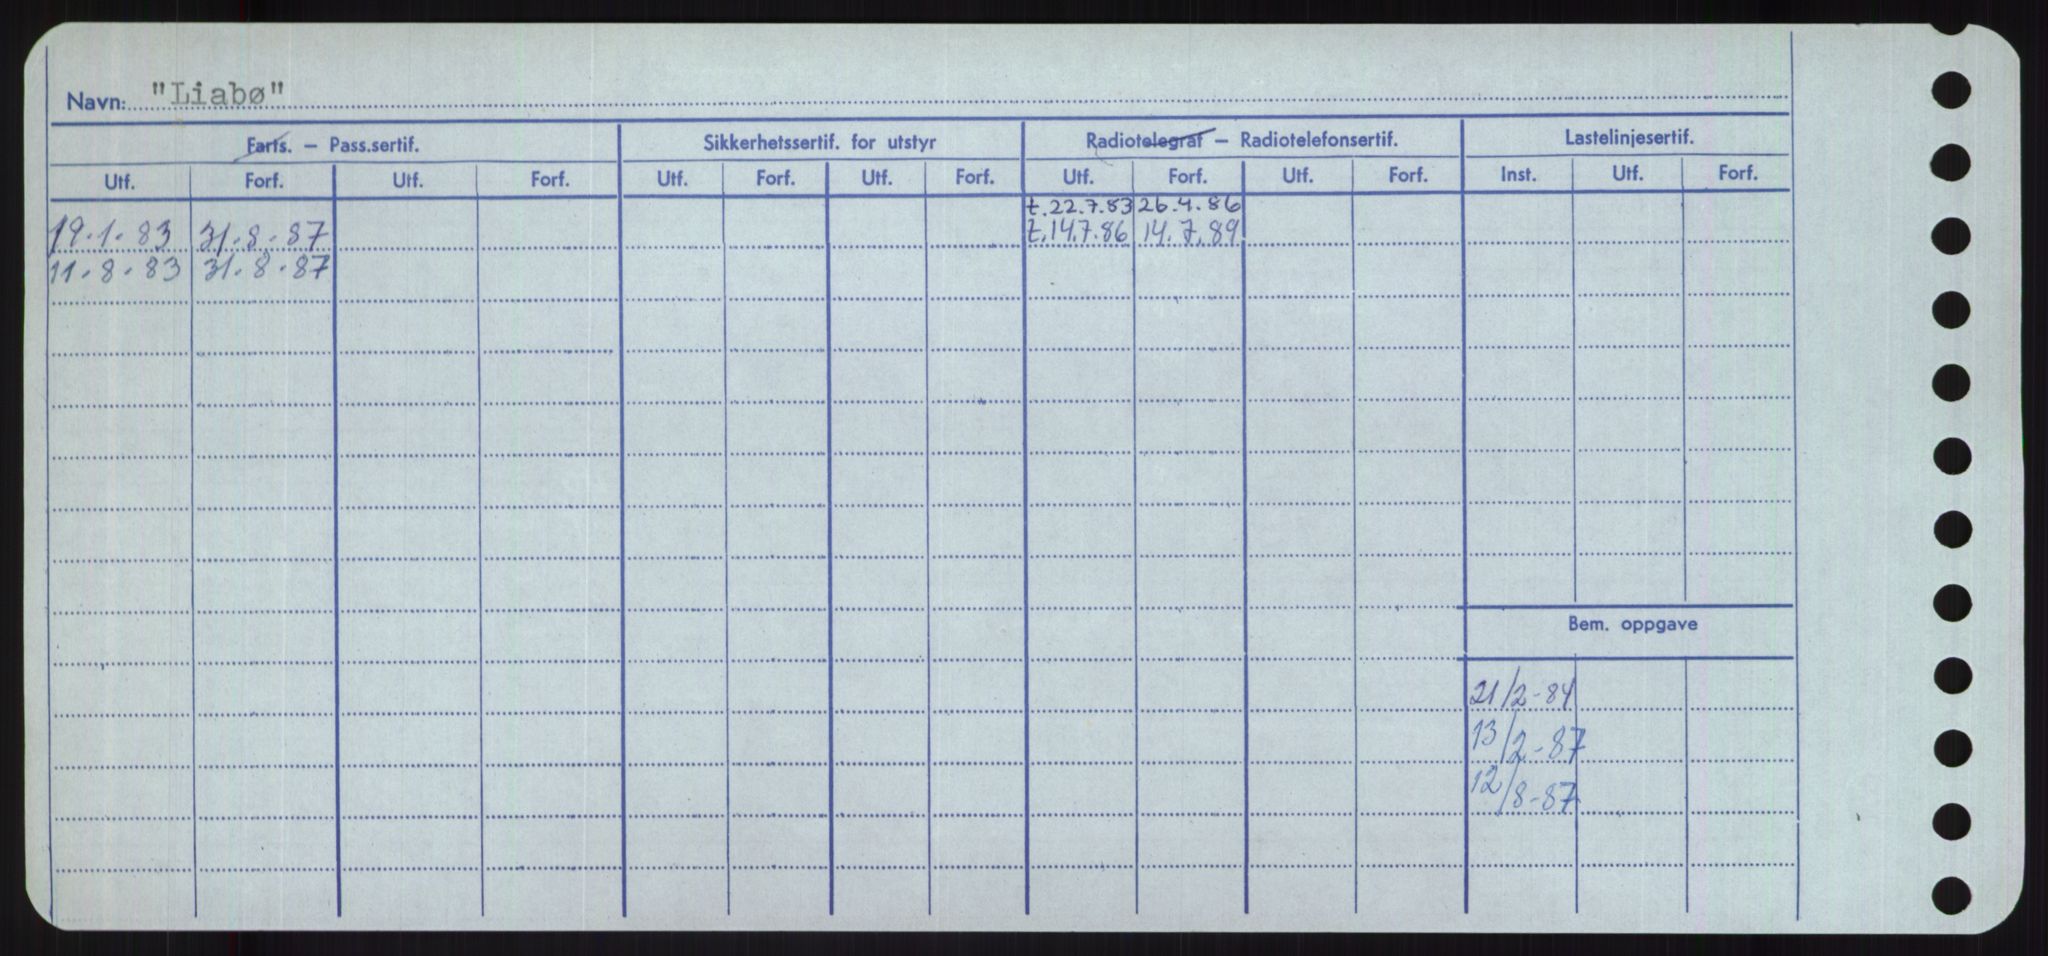 Navn: "Liabø"
Farts. – Pass.sertif. Sikkerhetssertif. for utstyr Radiotelegraf – Radiotelefonsertif. Lastelinjesertif.
Utf. Forf. Utf. Forf. Utf. Forf. Utf. Forf. Utf. Forf. Utf. Forf. Inst. Utf. Forf.
t.22.7.83 26.4.86
19.1.83 31.8.87 t.14.7.86 14.7.89
11.8.83 31.8.87
Bem. oppgave
21/2-84
13/2-87
12/8-87